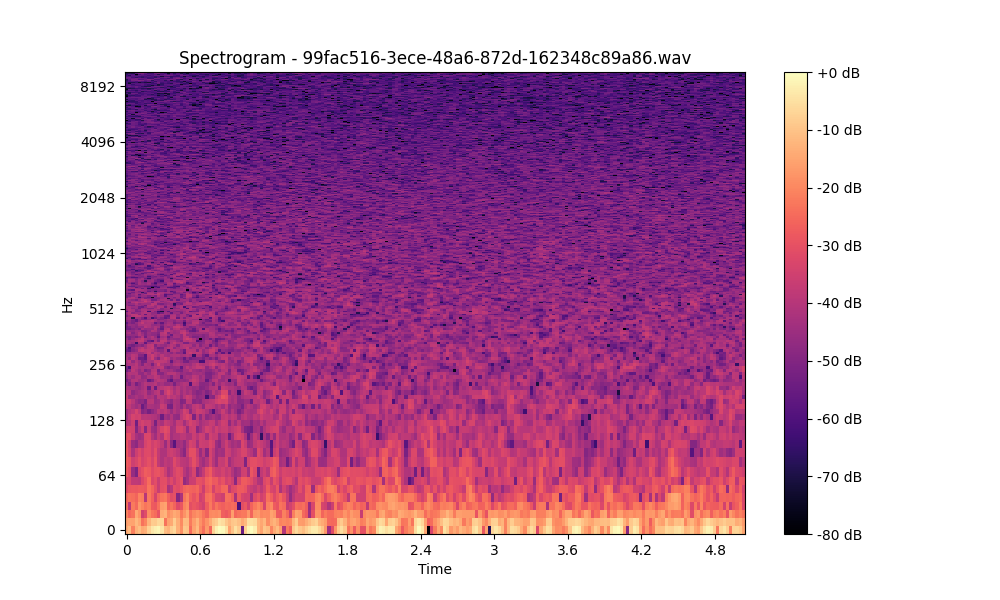 Spectrogram - 99fac516-3ece-48a6-872d-162348c89a86.wav
8192
4096
2048
1024
512
256
128
64
0
Hz
0
0.6
1.2
1.8
2.4
3
3.6
4.2
4.8
Time
+0 dB
-10 dB
-20 dB
-30 dB
-40 dB
-50 dB
-60 dB
-70 dB
-80 dB